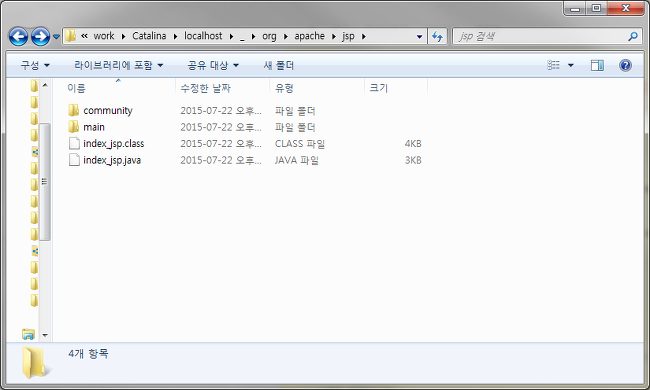 « work Catalina localhost _ org apache jsp
jsp 검색
구성 라이브러리에 포함 공유 대상 새 폴더
이름 수정한 날짜 유형 크기
community 2015-07-22 오후... 파일 폴더
main 2015-07-22 오후... 파일 폴더
index_jsp.class 2015-07-22 오후... CLASS 파일 4KB
index_jsp.java 2015-07-22 오후... JAVA 파일 3KB
4개 항목